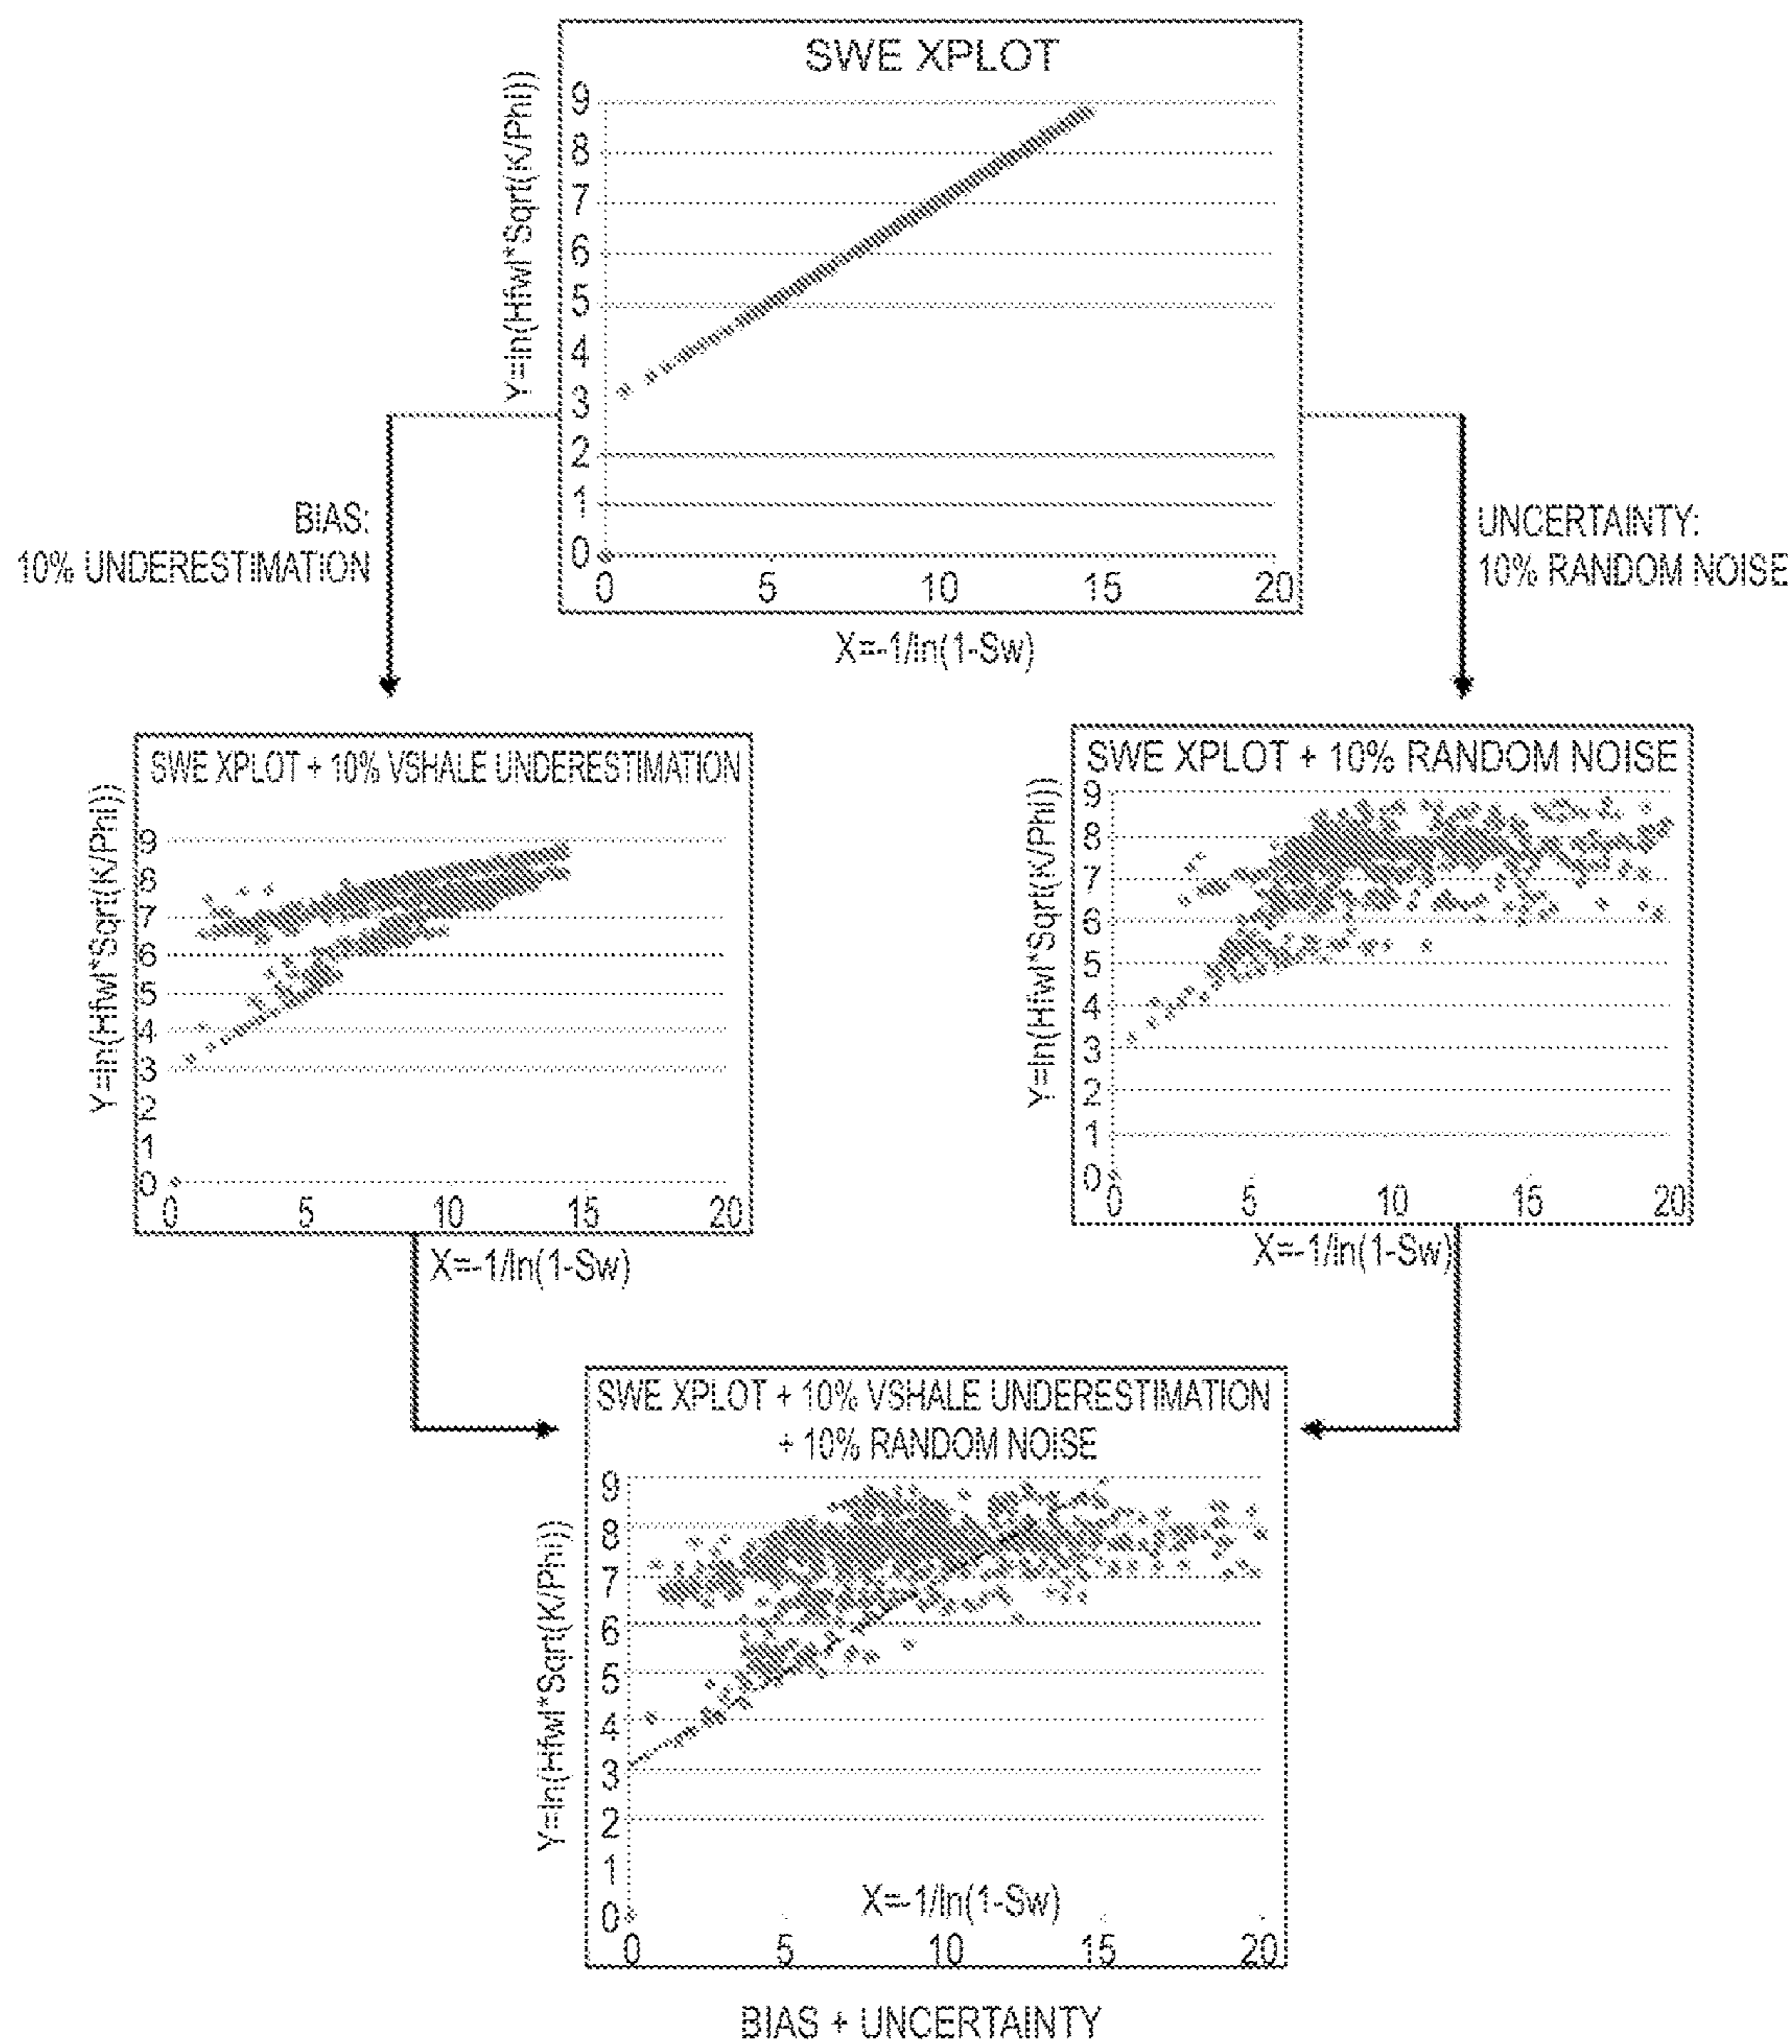 SWE XPLOT
Y=ln(Hfwl*Sqrt(K/Phi))
9
8
7
6
5
4
3
2
1
0
0 5 10 15 20
X=-1/ln(1-Sw)
BIAS:
10% UNDERESTIMATION
UNCERTAINTY:
10% RANDOM NOISE
SWE XPLOT + 10% VSHALE UNDERESTIMATION
Y=ln(Hfwl*Sqrt(K/Phi))
9
8
7
6
5
4
3
2
1
0
0 5 10 15 20
X=-1/ln(1-Sw)
SWE XPLOT + 10% RANDOM NOISE
Y=ln(Hfwl*Sqrt(K/Phi))
9
8
7
6
5
4
3
2
1
0
0 5 10 15 20
X=-1/ln(1-Sw)
SWE XPLOT + 10% VSHALE UNDERESTIMATION
+ 10% RANDOM NOISE
Y=ln(Hfwl*Sqrt(K/Phi))
9
8
7
6
5
4
3
2
1
0
X=-1/ln(1-Sw)
0 5 10 15 20
BIAS + UNCERTAINTY